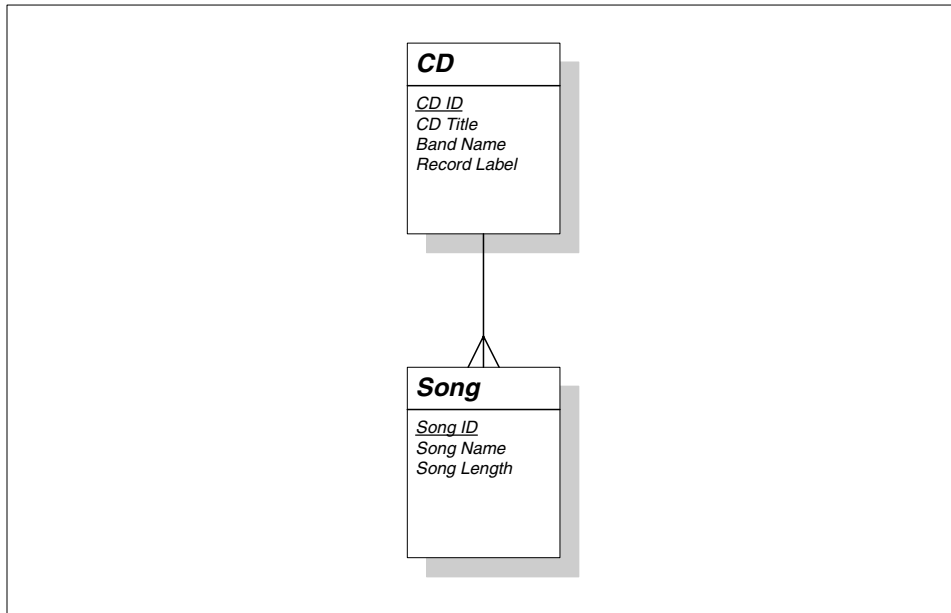 CD
CD ID
CD Title
Band Name
Record Label
Song
Song ID
Song Name
Song Length